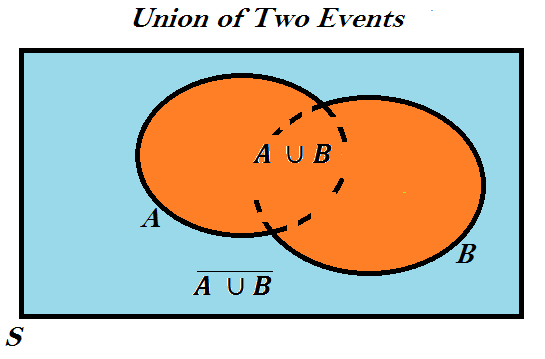 Union of Two Events
A ∪ B
A
B
A̅ ̅∪̅ ̅B̅
S